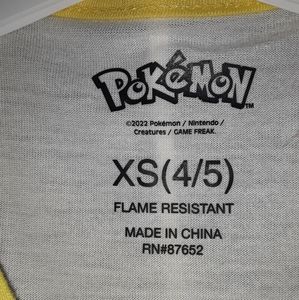 POKéMON
©2022 Pokémon / Nintendo /
Creatures / GAME FREAK.
XS(4/5)
FLAME RESISTANT
MADE IN CHINA
RN#87652